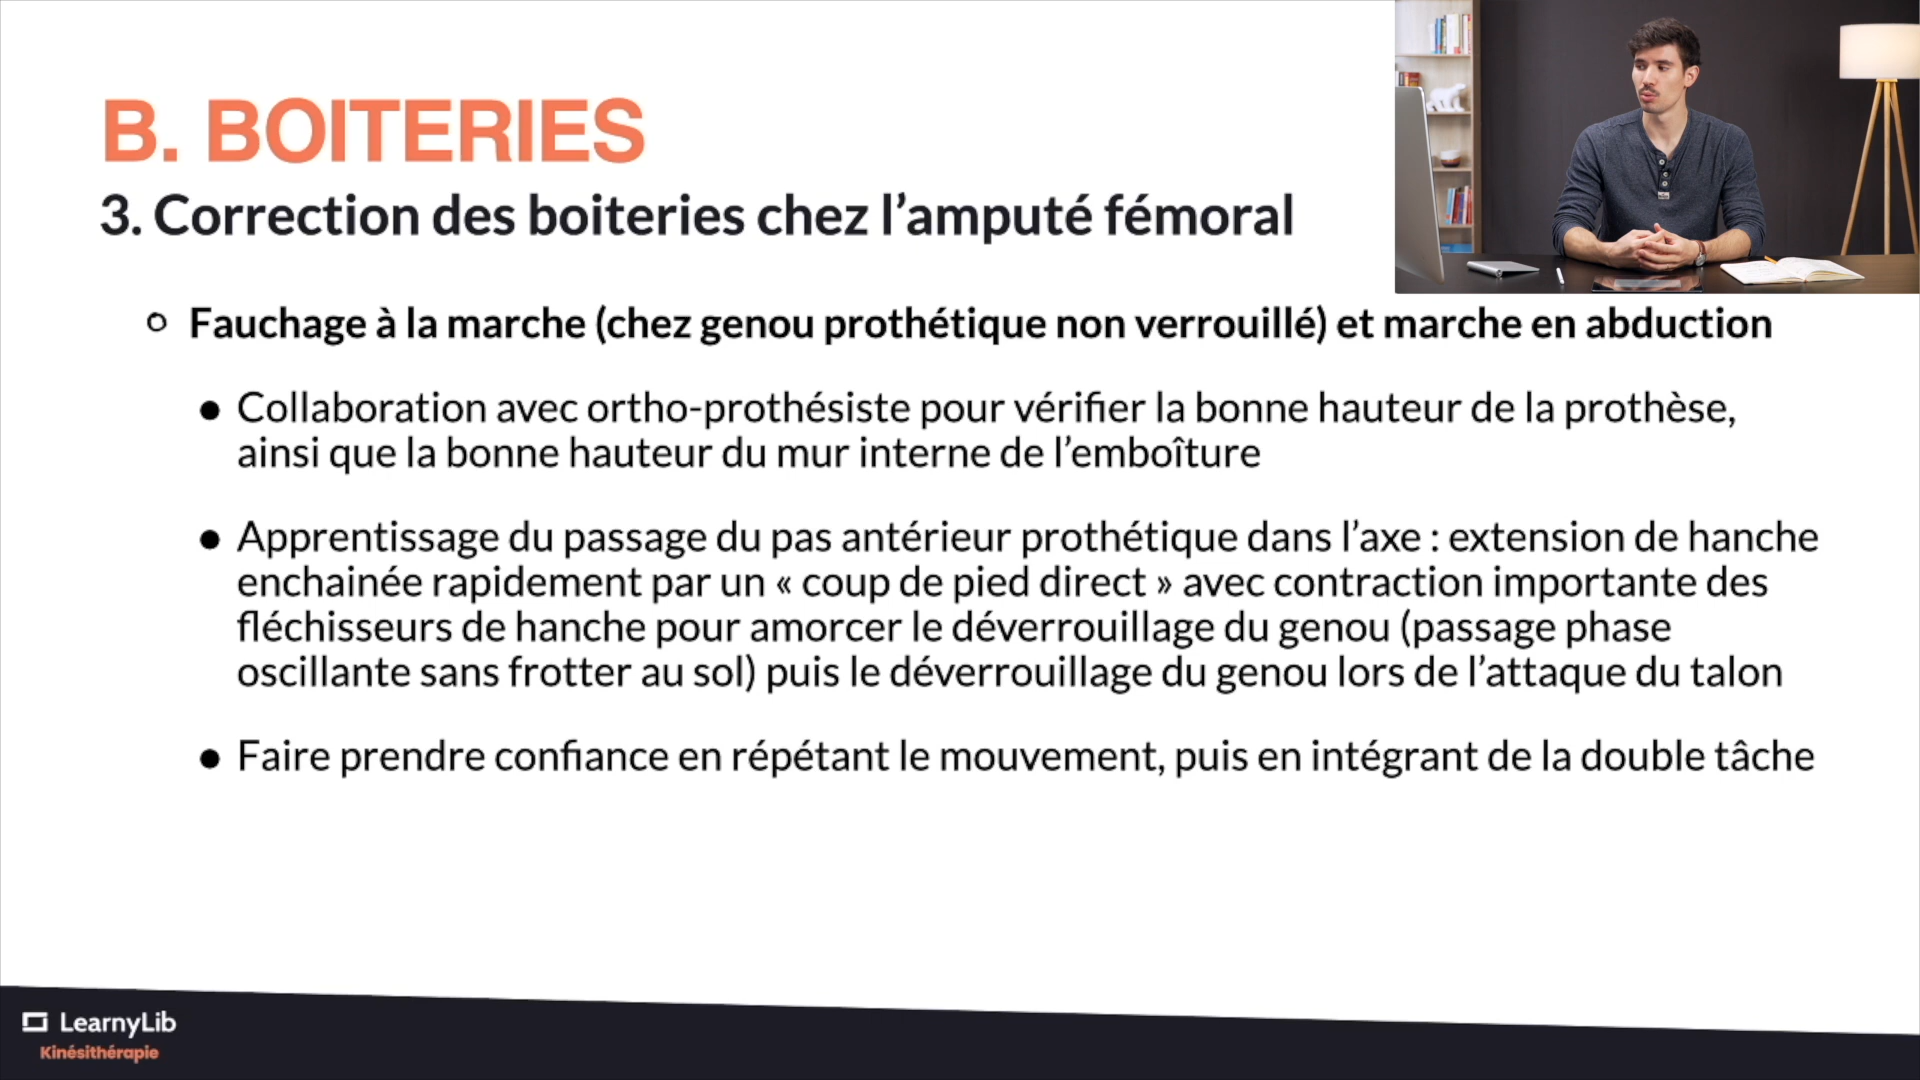 B. BOITERIES
3. Correction des boiteries chez l’amputé fémoral
Fauchage à la marche (chez genou prothétique non verrouillé) et marche en abduction
Collaboration avec ortho-prothésiste pour vérifier la bonne hauteur de la prothèse,
ainsi que la bonne hauteur du mur interne de l’emboîture
Apprentissage du passage du pas antérieur prothétique dans l’axe : extension de hanche
enchainée rapidement par un « coup de pied direct » avec contraction importante des
fléchisseurs de hanche pour amorcer le déverrouillage du genou (passage phase
oscillante sans frotter au sol) puis le déverrouillage du genou lors de l’attaque du talon
Faire prendre confiance en répétant le mouvement, puis en intégrant de la double tâche
LearnyLib
Kinésithérapie